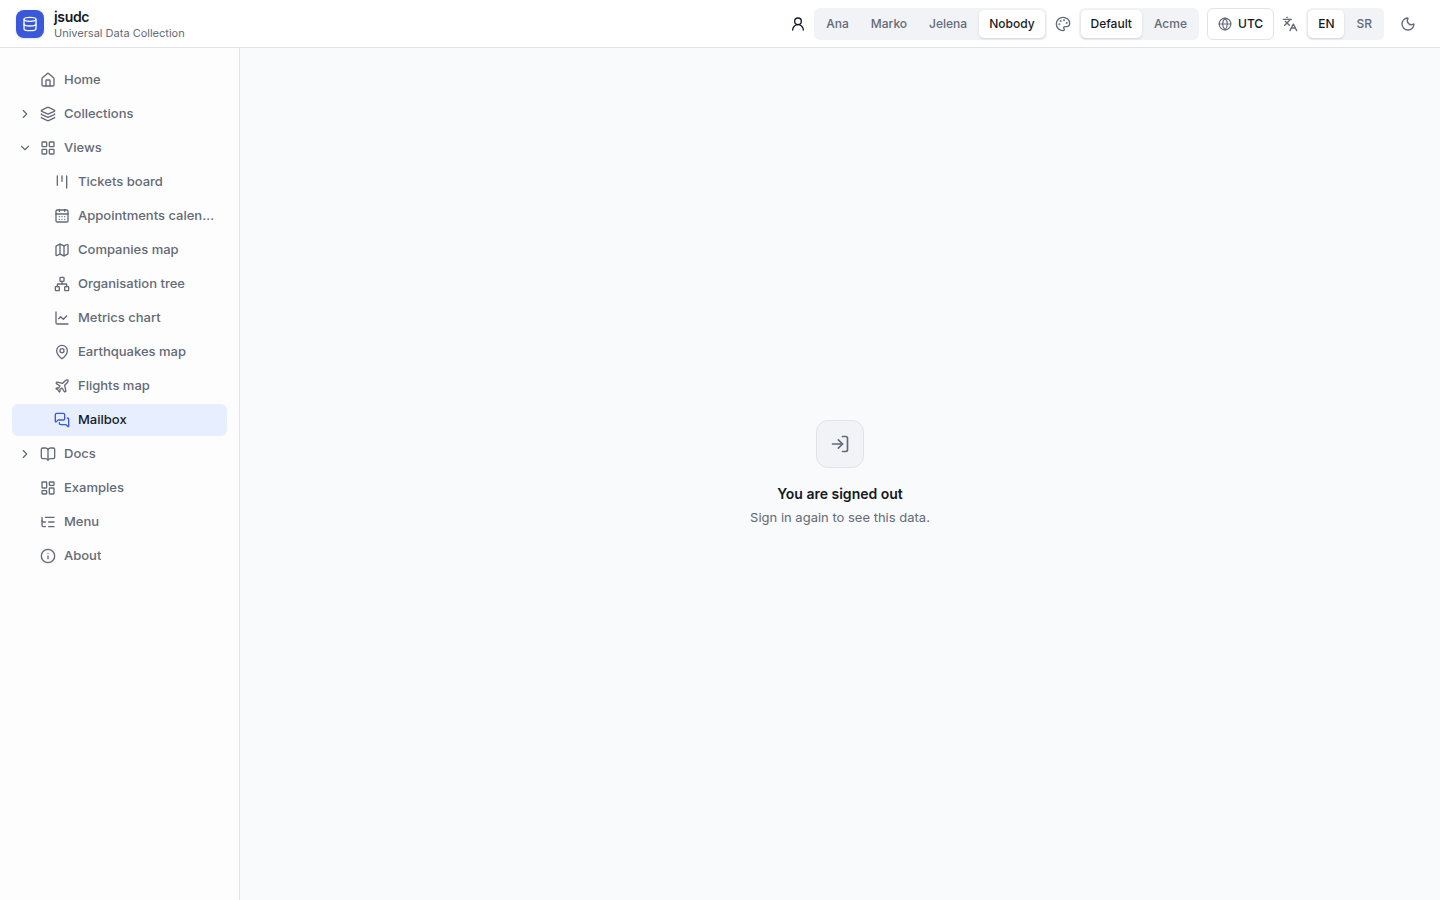 jsudc
Universal Data Collection
Ana
Marko
Jelena
Nobody
Default
Acme
UTC
EN
SR
Home
Collections
Views
Tickets board
Appointments calen...
Companies map
Organisation tree
Metrics chart
Earthquakes map
Flights map
Mailbox
Docs
Examples
Menu
About
You are signed out
Sign in again to see this data.